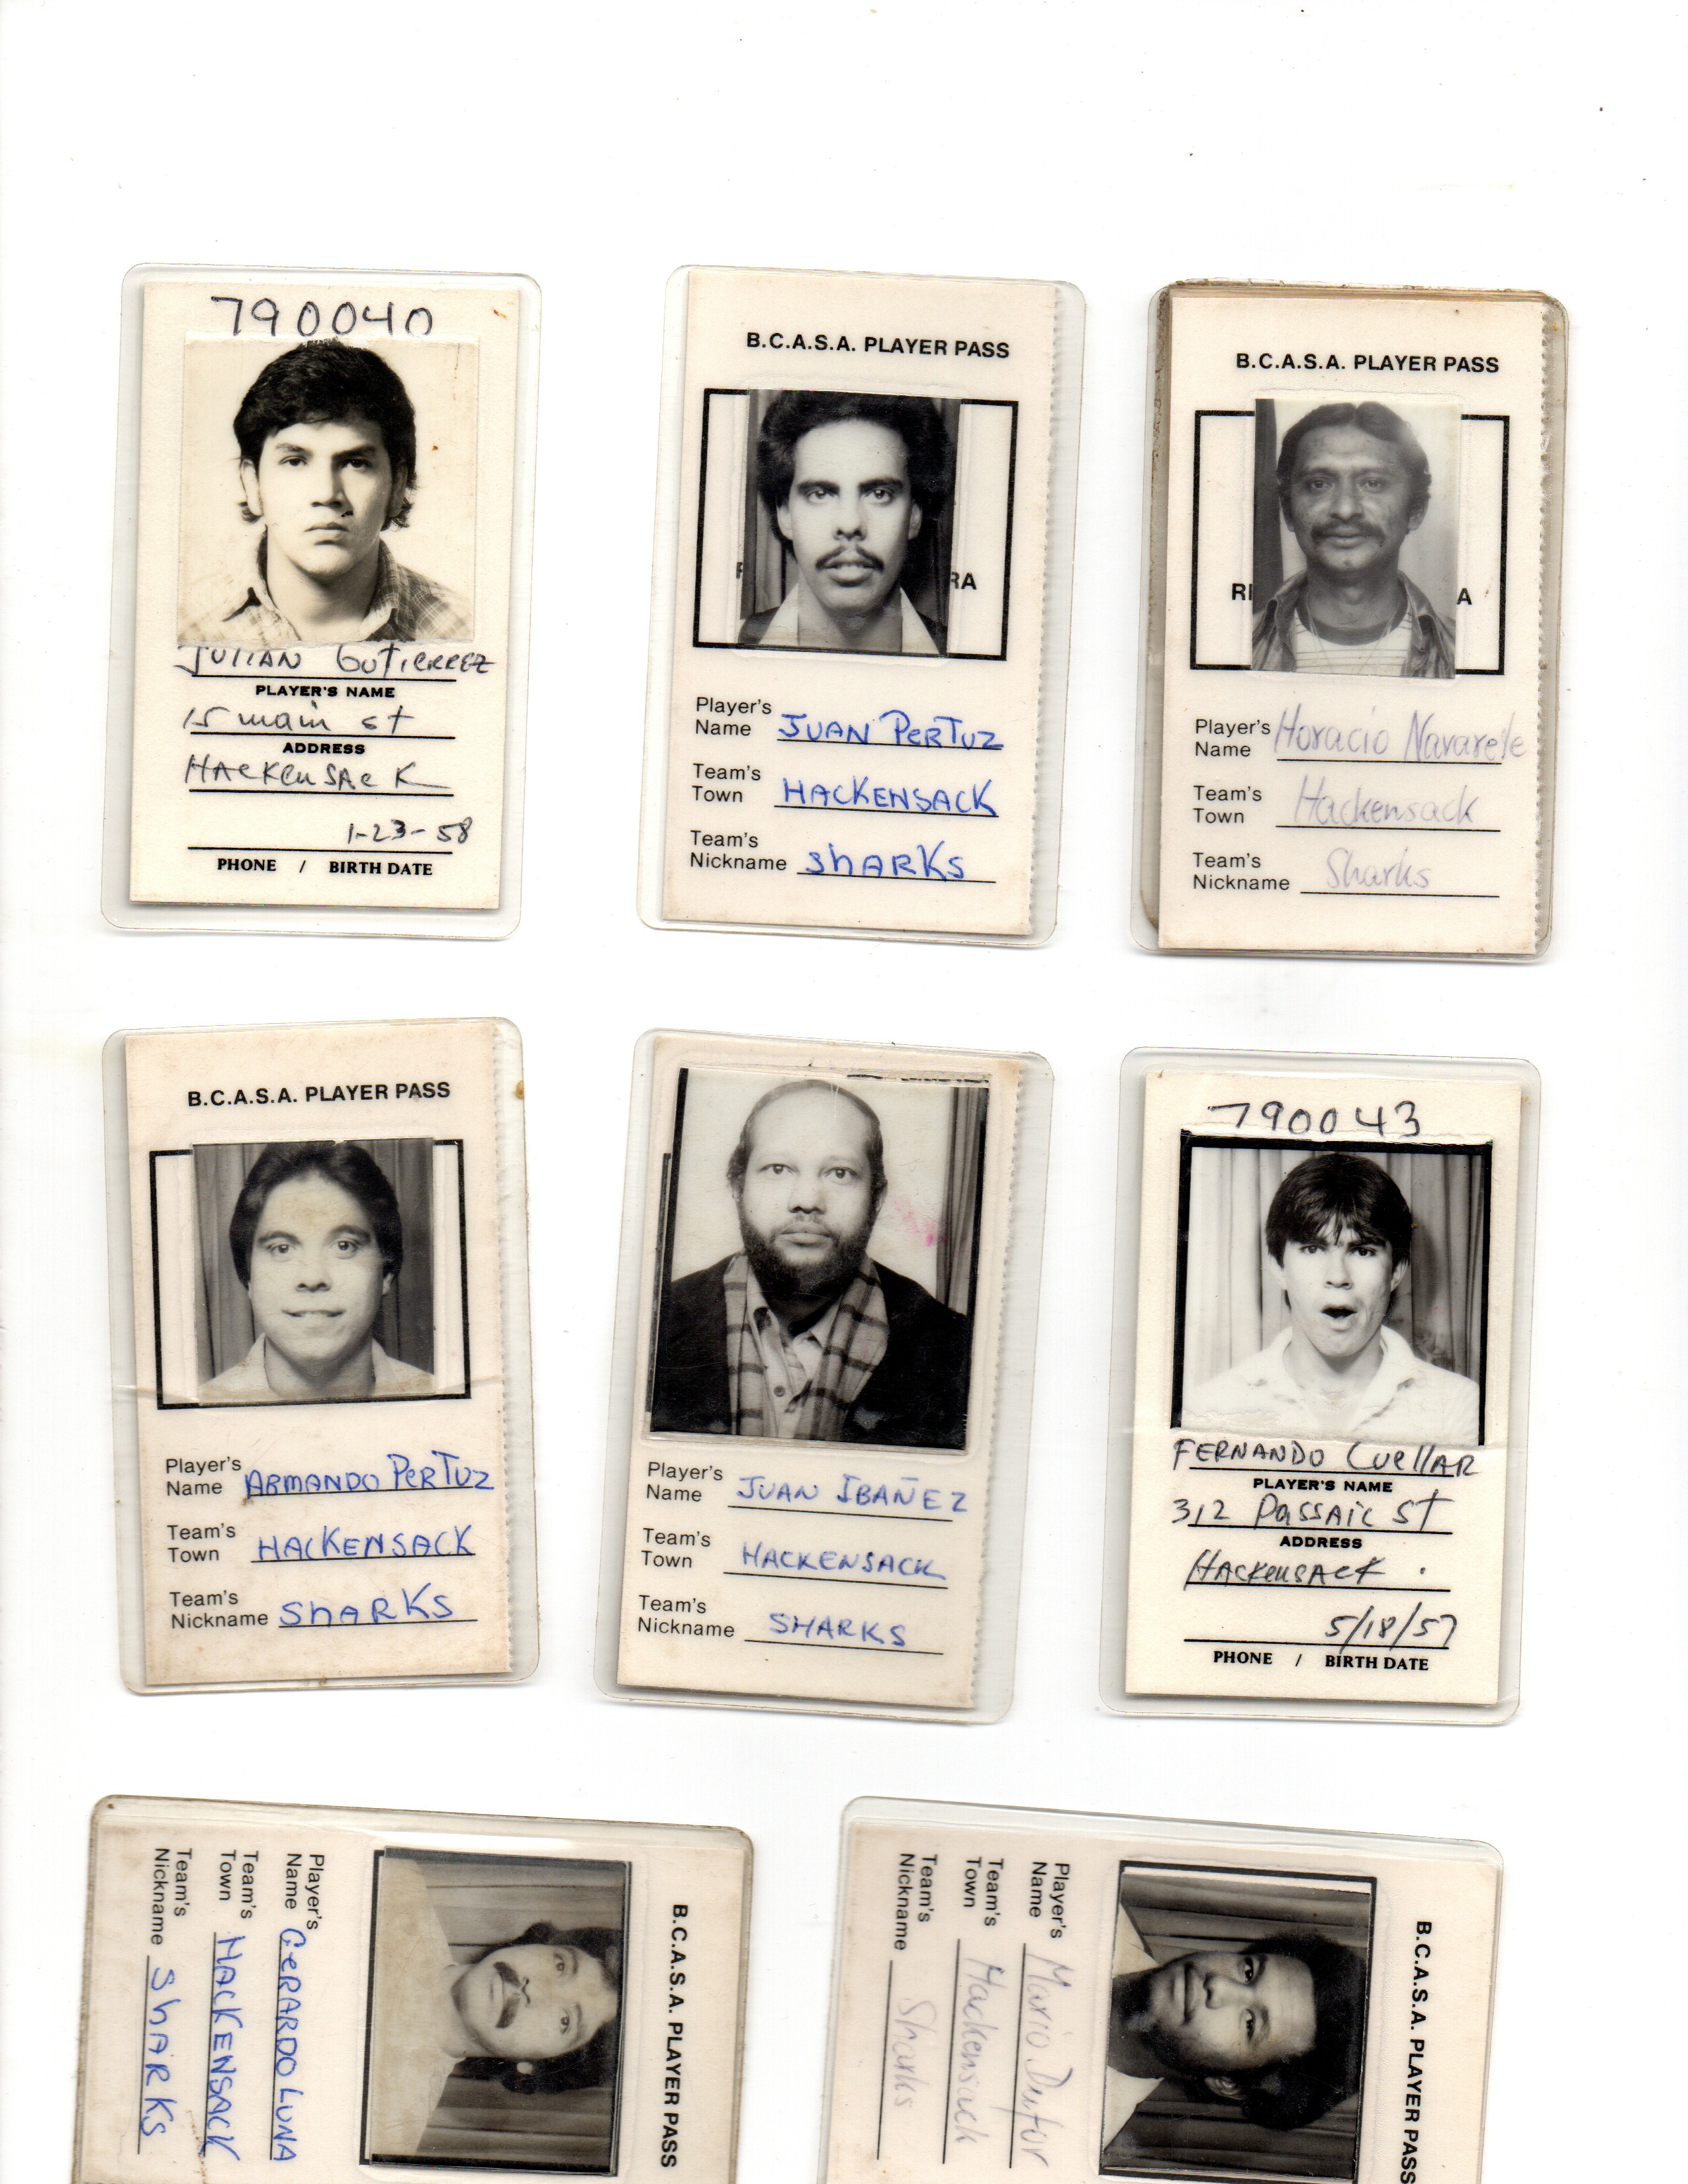 790040
JULIAN GUTIERREZ
PLAYER'S NAME
15 main st
ADDRESS
HACKENSACK
1-23-58
PHONE / BIRTH DATE
B.C.A.S.A. PLAYER PASS
RA
Player's
Name JUAN PERTUZ
Team's
Town HACKENSACK
Team's
Nickname ShARKS
B.C.A.S.A. PLAYER PASS
RI A
Player's
Name Horacio Navarete
Team's
Town Hackensack
Team's
Nickname Sharks
B.C.A.S.A. PLAYER PASS
Player's
Name ARMANDO PERTUZ
Team's
Town HACKENSACK
Team's
Nickname ShARKS
Player's
Name JUAN IBAÑEZ
Team's
Town HACKENSACK
Team's
Nickname SHARKS
790043
FERNANDO CUELLAR
PLAYER'S NAME
312 PASSAIC ST
ADDRESS
HACKENSACK
5/18/57
PHONE / BIRTH DATE
B.C.A.S.A. PLAYER PASS
Player's
Name GERARDO LUNA
Team's
Town HACKENSACK
Team's
Nickname ShARKS
B.C.A.S.A. PLAYER PASS
Player's
Name Mario
Team's
Town Hackensack
Team's
Nickname Sharks